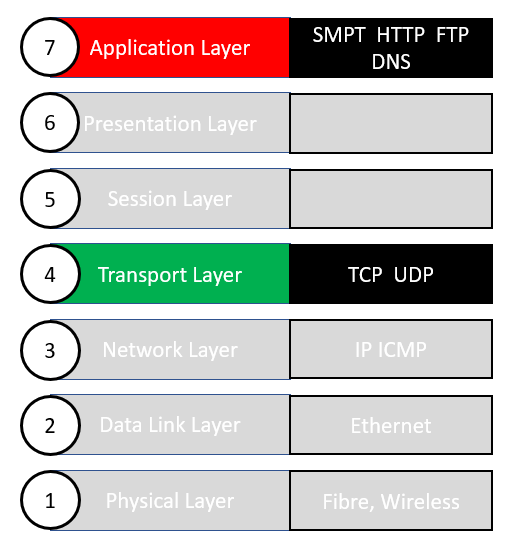 7 Application Layer SMPT HTTP FTP
DNS
6 Presentation Layer
5 Session Layer
4 Transport Layer TCP UDP
3 Network Layer IP ICMP
2 Data Link Layer Ethernet
1 Physical Layer Fibre, Wireless